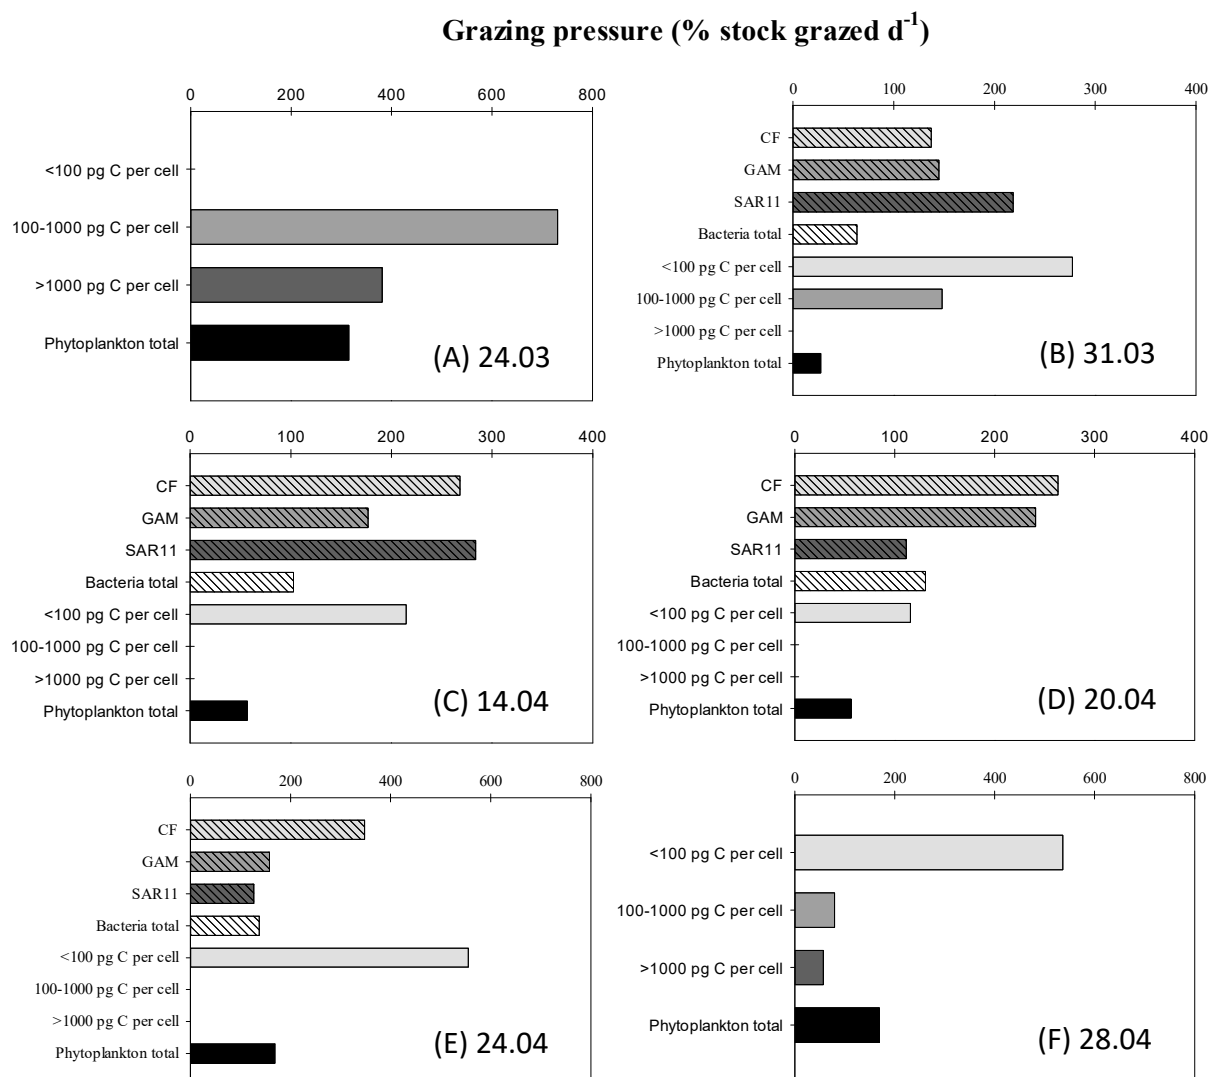 Grazing pressure (% stock grazed d-1)
0 200 400 600 800
<100 pg C per cell
100-1000 pg C per cell
>1000 pg C per cell
Phytoplankton total
(A) 24.03
0 100 200 300 400
CF
GAM
SAR11
Bacteria total
<100 pg C per cell
100-1000 pg C per cell
>1000 pg C per cell
Phytoplankton total
(B) 31.03
0 100 200 300 400
CF
GAM
SAR11
Bacteria total
<100 pg C per cell
100-1000 pg C per cell
>1000 pg C per cell
Phytoplankton total
(C) 14.04
0 100 200 300 400
CF
GAM
SAR11
Bacteria total
<100 pg C per cell
100-1000 pg C per cell
>1000 pg C per cell
Phytoplankton total
(D) 20.04
0 200 400 600 800
CF
GAM
SAR11
Bacteria total
<100 pg C per cell
100-1000 pg C per cell
>1000 pg C per cell
Phytoplankton total
(E) 24.04
0 200 400 600 800
<100 pg C per cell
100-1000 pg C per cell
>1000 pg C per cell
Phytoplankton total
(F) 28.04